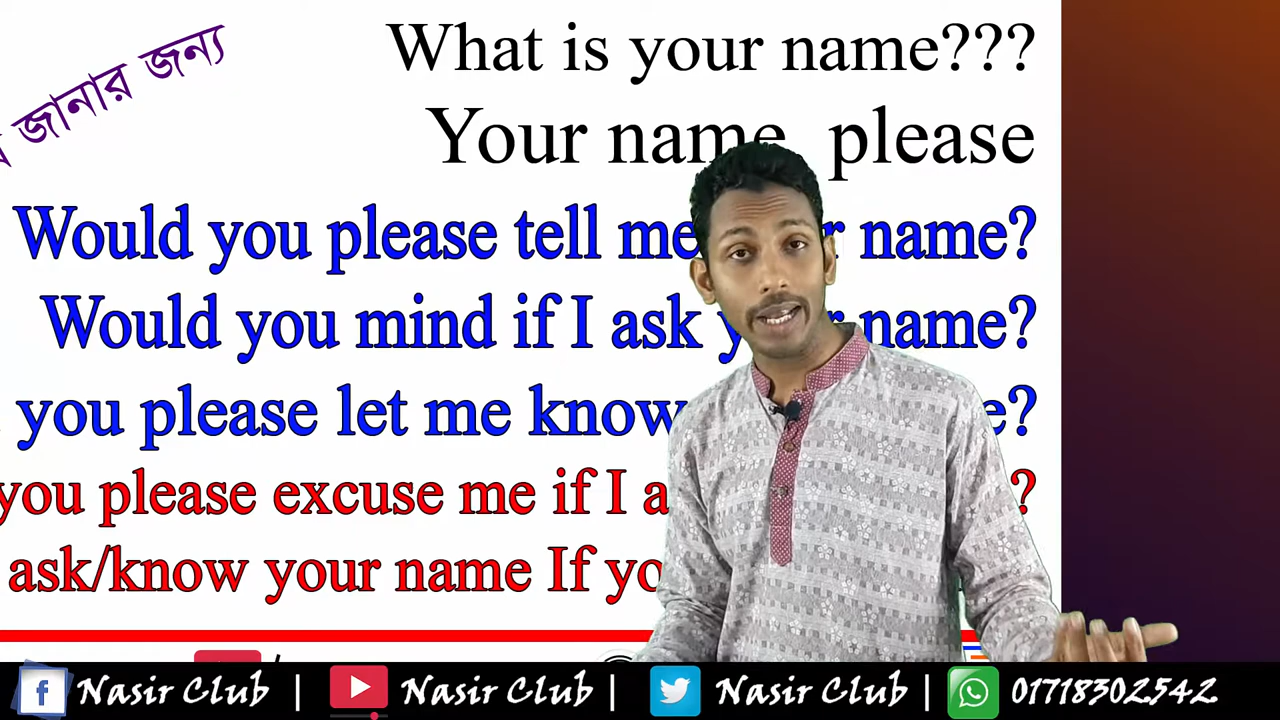 জানার জন্য
What is your name???
Your name, please
Would you please tell me name?
Would you mind if I ask name?
you please let me know
you please excuse me if I
ask/know your name If
Nasir Club | Nasir Club | Nasir Club | 01718302542